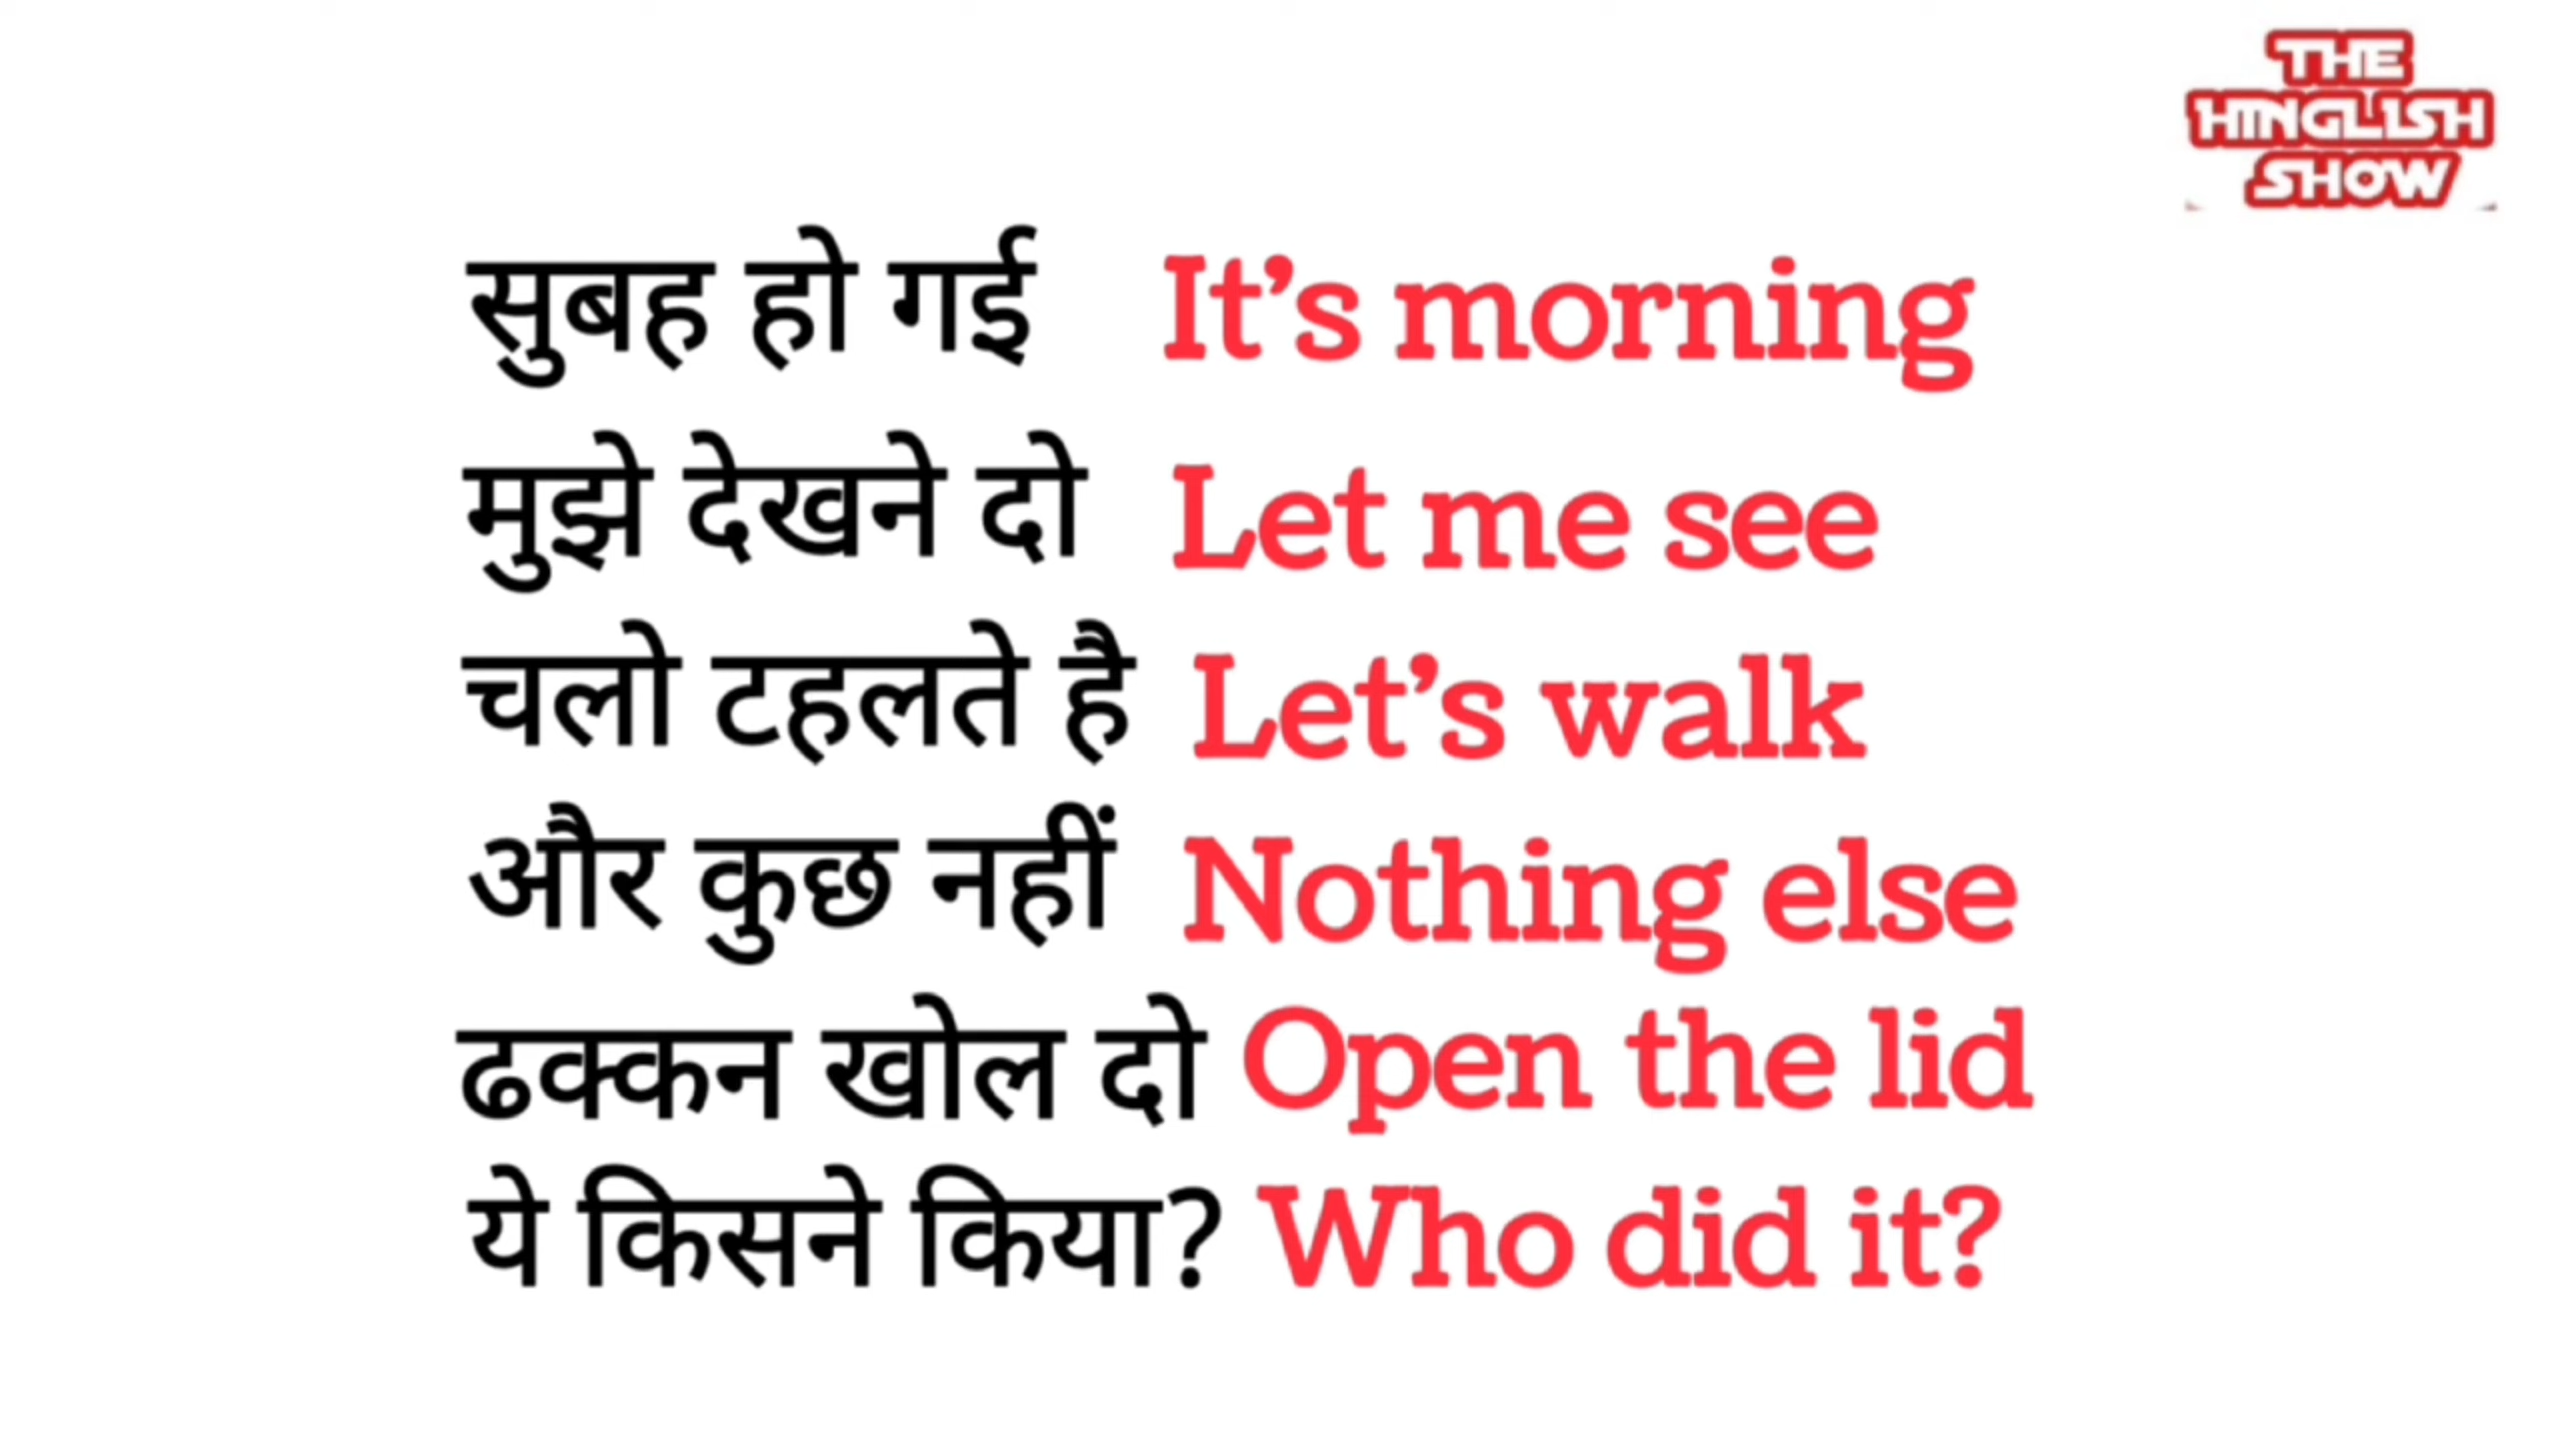 THE
HINGLISH
SHOW
सुबह हो गई It’s morning
मुझे देखने दो Let me see
चलो टहलते है Let’s walk
और कुछ नहीं Nothing else
ढक्कन खोल दो Open the lid
ये किसने किया? Who did it?